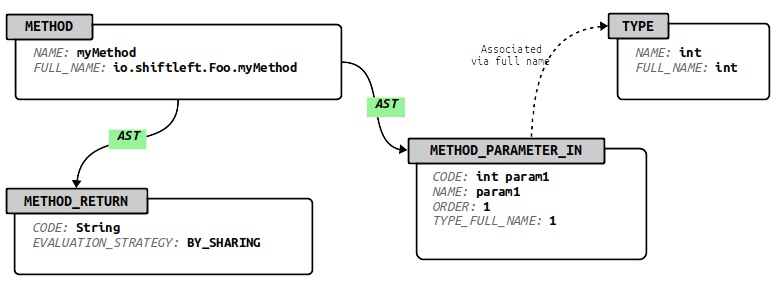 METHOD
NAME: myMethod
FULL_NAME: io.shiftleft.Foo.myMethod
TYPE
NAME: int
FULL_NAME: int
Associated
via full name
AST
AST
METHOD_RETURN
CODE: String
EVALUATION_STRATEGY: BY_SHARING
METHOD_PARAMETER_IN
CODE: int param1
NAME: param1
ORDER: 1
TYPE_FULL_NAME: 1